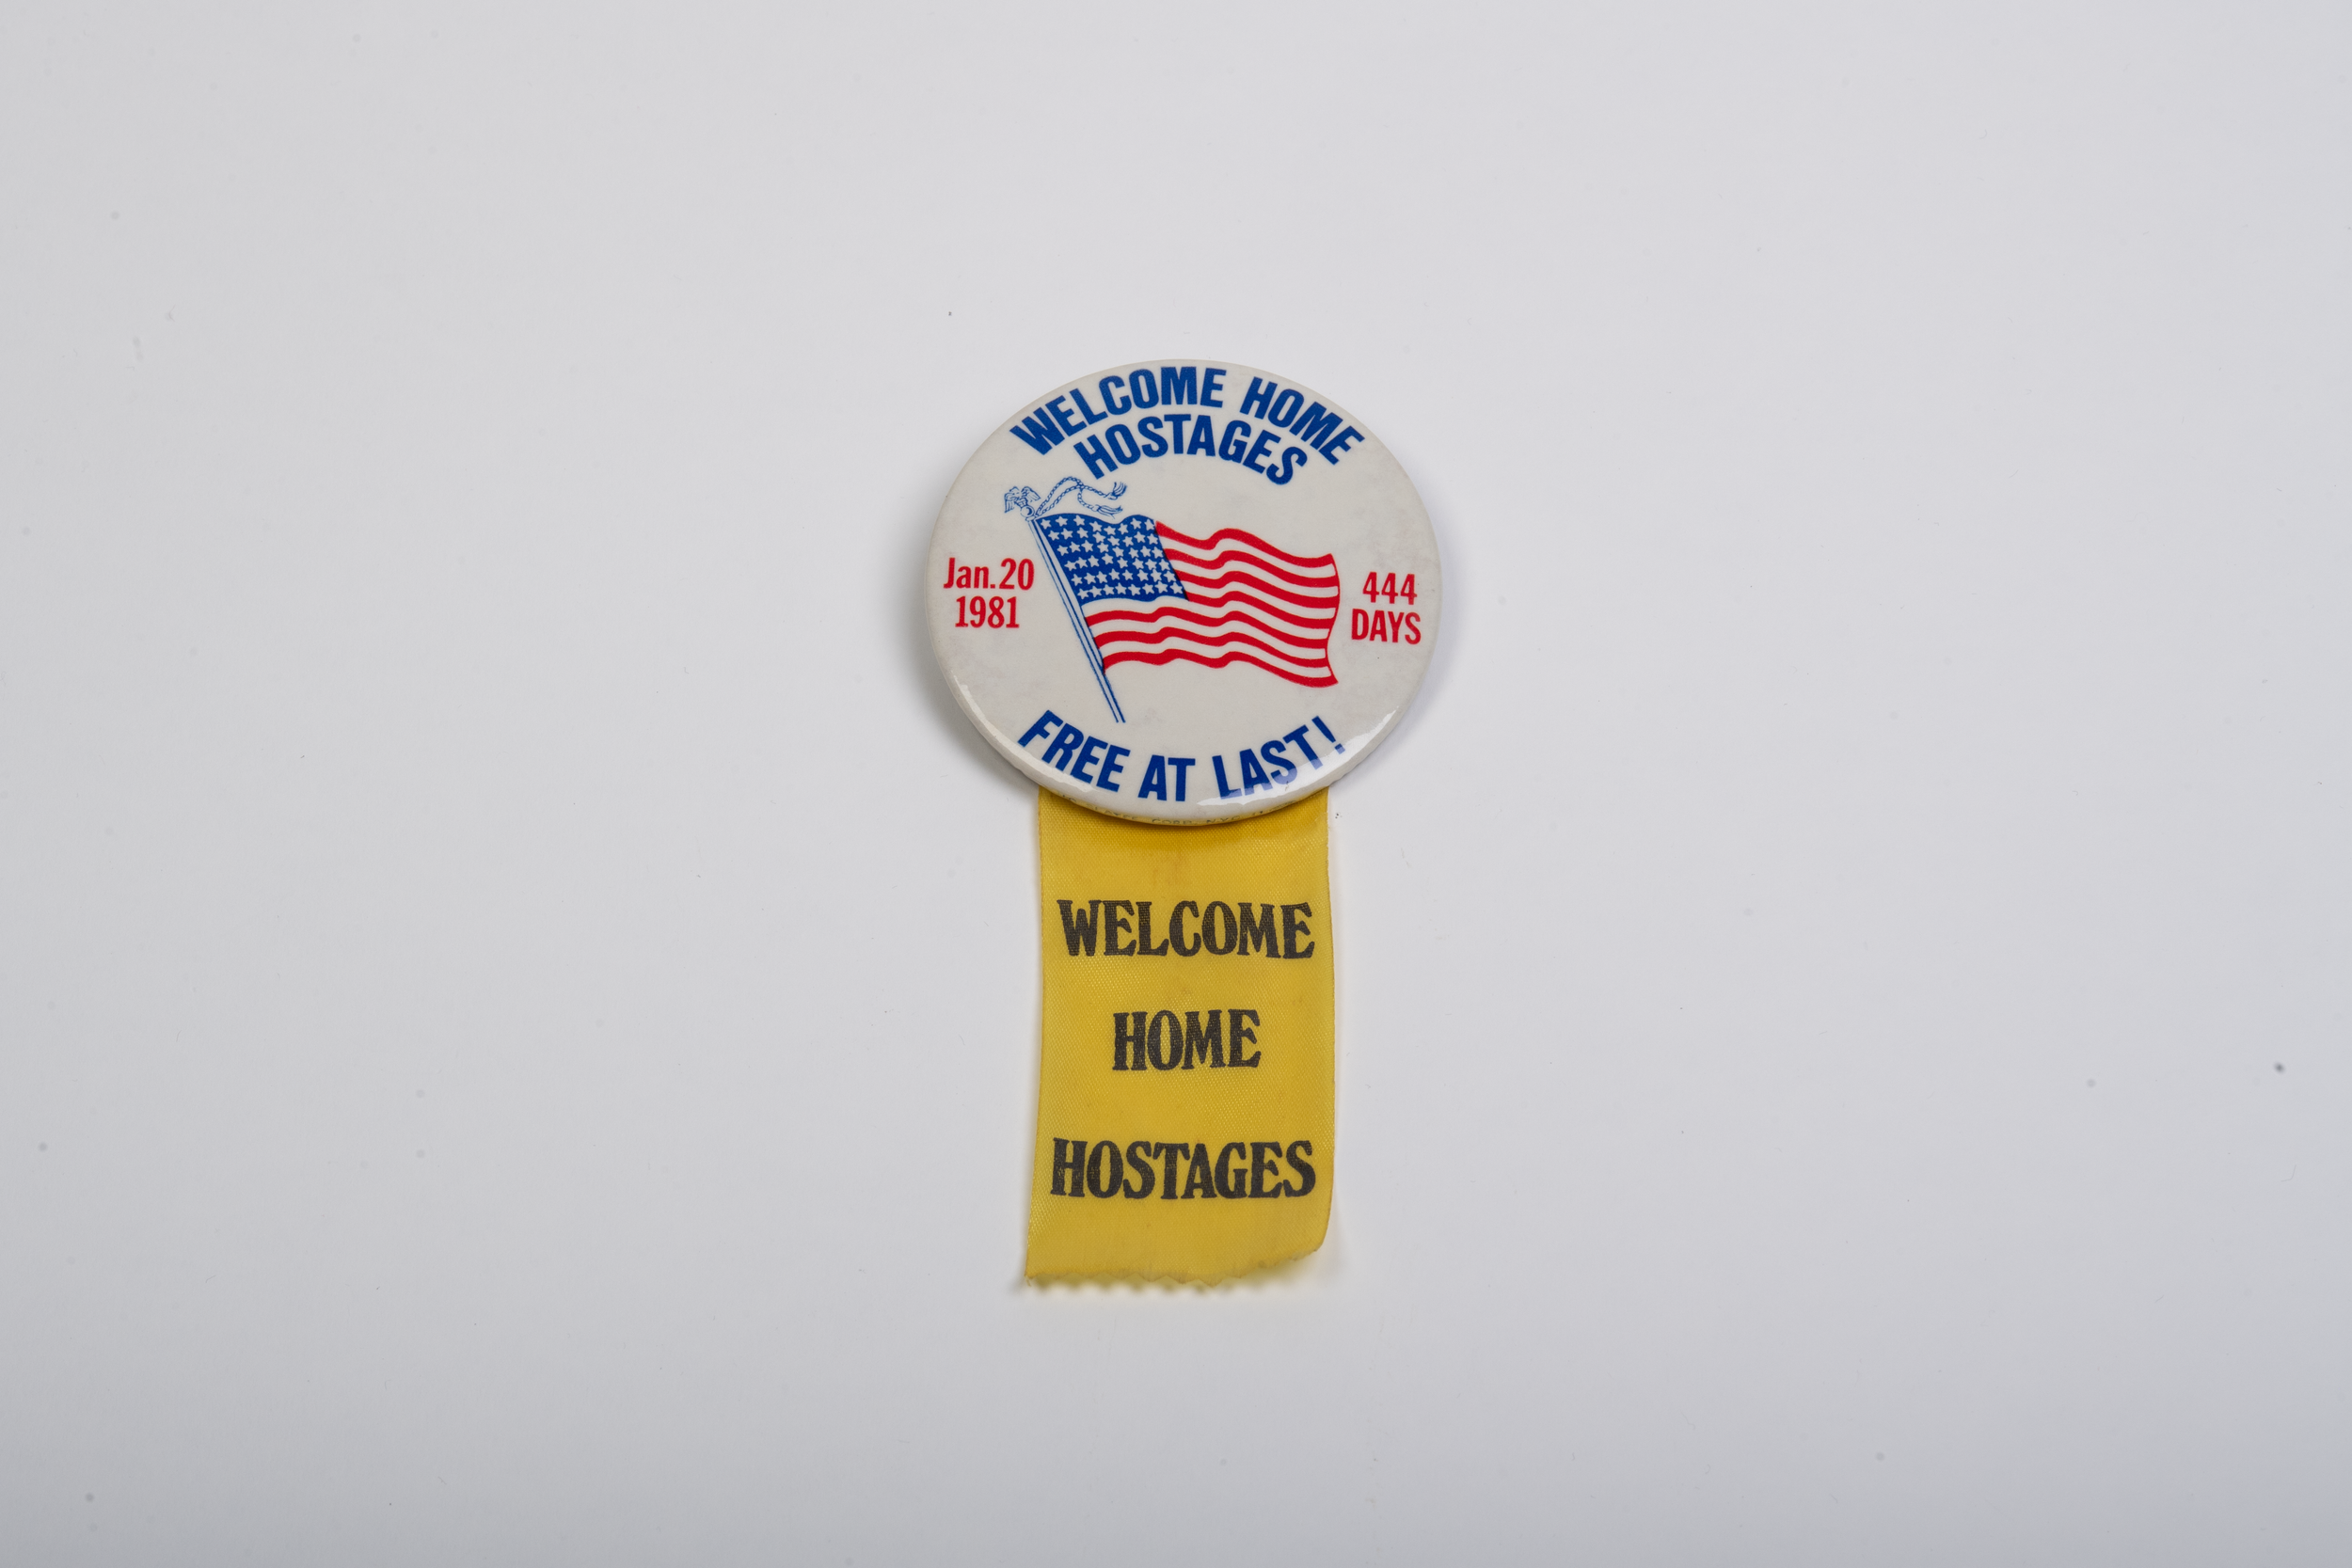 WELCOME HOME
HOSTAGES
Jan.20
1981
444
DAYS
FREE AT LAST!
WELCOME
HOME
HOSTAGES